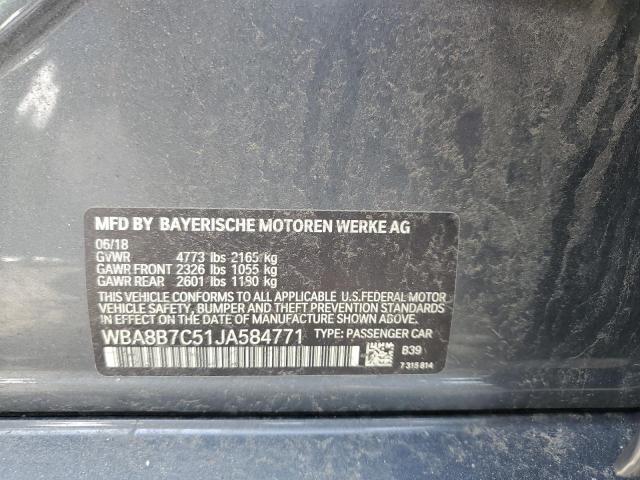 MFD BY BAYERISCHE MOTOREN WERKE AG
06/18
GVWR 4773 lbs 2165 kg
GAWR FRONT 2326 lbs 1055 kg
GAWR REAR 2601 lbs 1180 kg
THIS VEHICLE CONFORMS TO ALL APPLICABLE U.S.FEDERAL MOTOR
VEHICLE SAFETY, BUMPER AND THEFT PREVENTION STANDARDS
IN EFFECT ON THE DATE OF MANUFACTURE SHOWN ABOVE.
WBA8B7C51JA584771 TYPE: PASSENGER CAR
B39
7 315 814